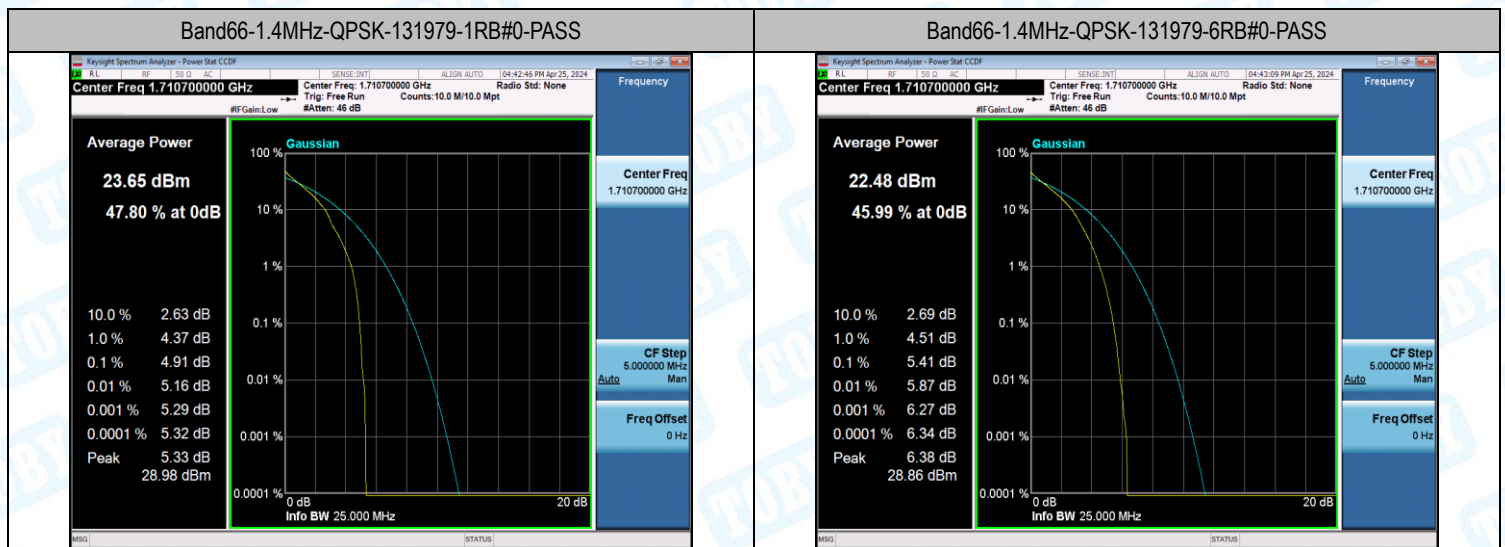 Band66-1.4MHz-QPSK-131979-1RB#0-PASS
Keysight Spectrum Analyzer - Power Stat CCDF
LXI RL RF 50 Ω AC SENSE:INT ALIGN AUTO 04:42:46 PM Apr 25, 2024
Center Freq 1.710700000 GHz
Center Freq: 1.710700000 GHz Radio Std: None
Trig: Free Run Counts:10.0 M/10.0 Mpt
#IFGain:Low #Atten: 46 dB
Frequency
Average Power
23.65 dBm
47.80 % at 0dB
10.0 % 2.63 dB
1.0 % 4.37 dB
0.1 % 4.91 dB
0.01 % 5.16 dB
0.001 % 5.29 dB
0.0001 % 5.32 dB
Peak 5.33 dB
28.98 dBm
Gaussian
100 %
10 %
1 %
0.1 %
0.01 %
0.001 %
0.0001 %
0 dB 20 dB
Info BW 25.000 MHz
Center Freq
1.710700000 GHz
CF Step
5.000000 MHz
Auto Man
Freq Offset
0 Hz
MSG STATUS
Band66-1.4MHz-QPSK-131979-6RB#0-PASS
Keysight Spectrum Analyzer - Power Stat CCDF
LXI RL RF 50 Ω AC SENSE:INT ALIGN AUTO 04:43:09 PM Apr 25, 2024
Center Freq 1.710700000 GHz
Center Freq: 1.710700000 GHz Radio Std: None
Trig: Free Run Counts:10.0 M/10.0 Mpt
#IFGain:Low #Atten: 46 dB
Frequency
Average Power
22.48 dBm
45.99 % at 0dB
10.0 % 2.69 dB
1.0 % 4.51 dB
0.1 % 5.41 dB
0.01 % 5.87 dB
0.001 % 6.27 dB
0.0001 % 6.34 dB
Peak 6.38 dB
28.86 dBm
Gaussian
100 %
10 %
1 %
0.1 %
0.01 %
0.001 %
0.0001 %
0 dB 20 dB
Info BW 25.000 MHz
Center Freq
1.710700000 GHz
CF Step
5.000000 MHz
Auto Man
Freq Offset
0 Hz
MSG STATUS